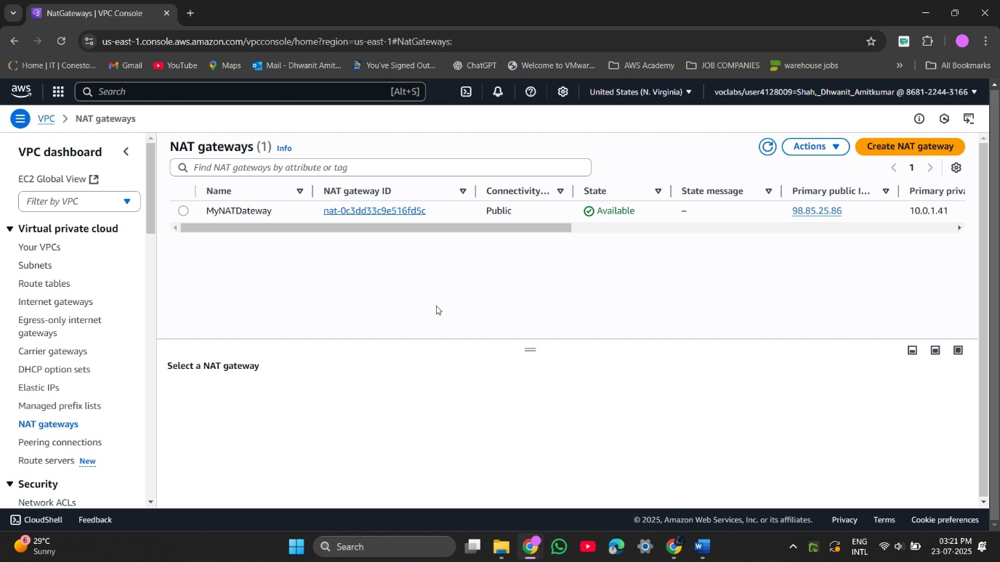 NatGateways | VPC Console
us-east-1.console.aws.amazon.com/vpcconsole/home?region=us-east-1#NatGateways:
Home | IT | Conesto...
Gmail
YouTube
Maps
Mail - Dhwanit Amit...
You've Signed Out...
ChatGPT
Welcome to VMwar...
AWS Academy
JOB COMPANIES
warehouse jobs
»
All Bookmarks
aws
Search
[Alt+S]
United States (N. Virginia)
voclabs/user4128009=Shah,_Dhwanit_Amitkumar @ 8681-2244-3166
VPC > NAT gateways
VPC dashboard
EC2 Global View
Filter by VPC
Virtual private cloud
Your VPCs
Subnets
Route tables
Internet gateways
Egress-only internet
gateways
Carrier gateways
DHCP option sets
Elastic IPs
Managed prefix lists
NAT gateways
Peering connections
Route servers New
Security
Network ACLs
NAT gateways (1) Info
Actions
Create NAT gateway
Find NAT gateways by attribute or tag
1
Name
NAT gateway ID
Connectivity...
State
State message
Primary public I...
Primary priva
MyNATDateway
nat-0c3dd33c9e516fd5c
Public
Available
–
98.85.25.86
10.0.1.41
Select a NAT gateway
CloudShell
Feedback
© 2025, Amazon Web Services, Inc. or its affiliates.
Privacy
Terms
Cookie preferences
6
29°C
Sunny
Search
ENG
INTL
03:21 PM
23-07-2025